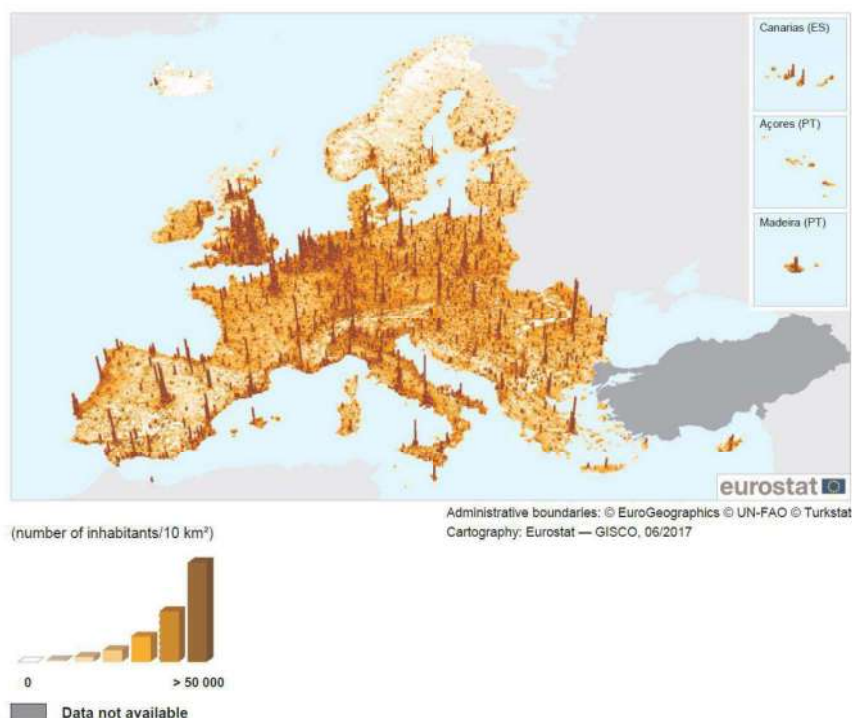 Canarias (ES)
Açores (PT)
Madeira (PT)
eurostat
Administrative boundaries: © EuroGeographics © UN-FAO © Turkstat
Cartography: Eurostat — GISCO, 06/2017
(number of inhabitants/10 km²)
0 > 50 000
Data not available